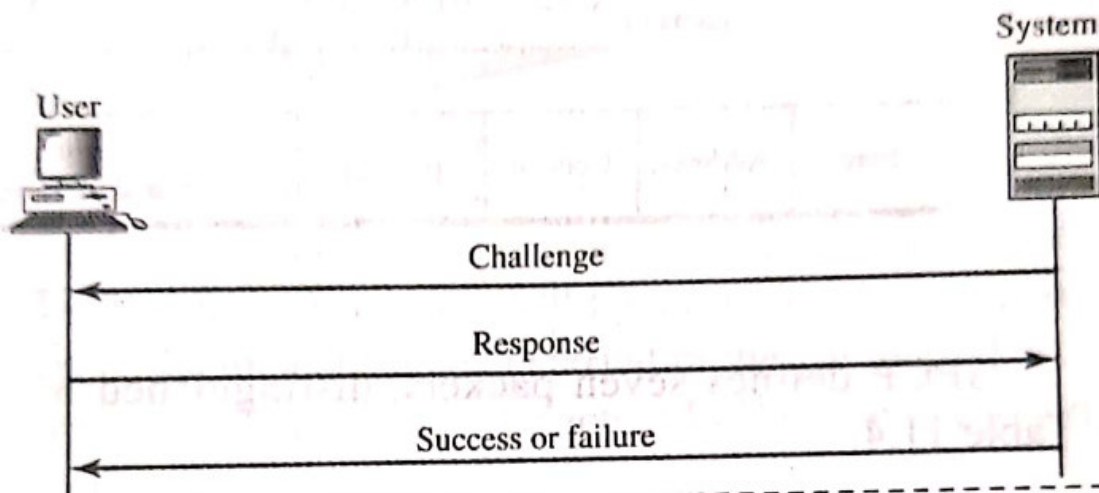 System
User
Challenge
Response
Success or failure